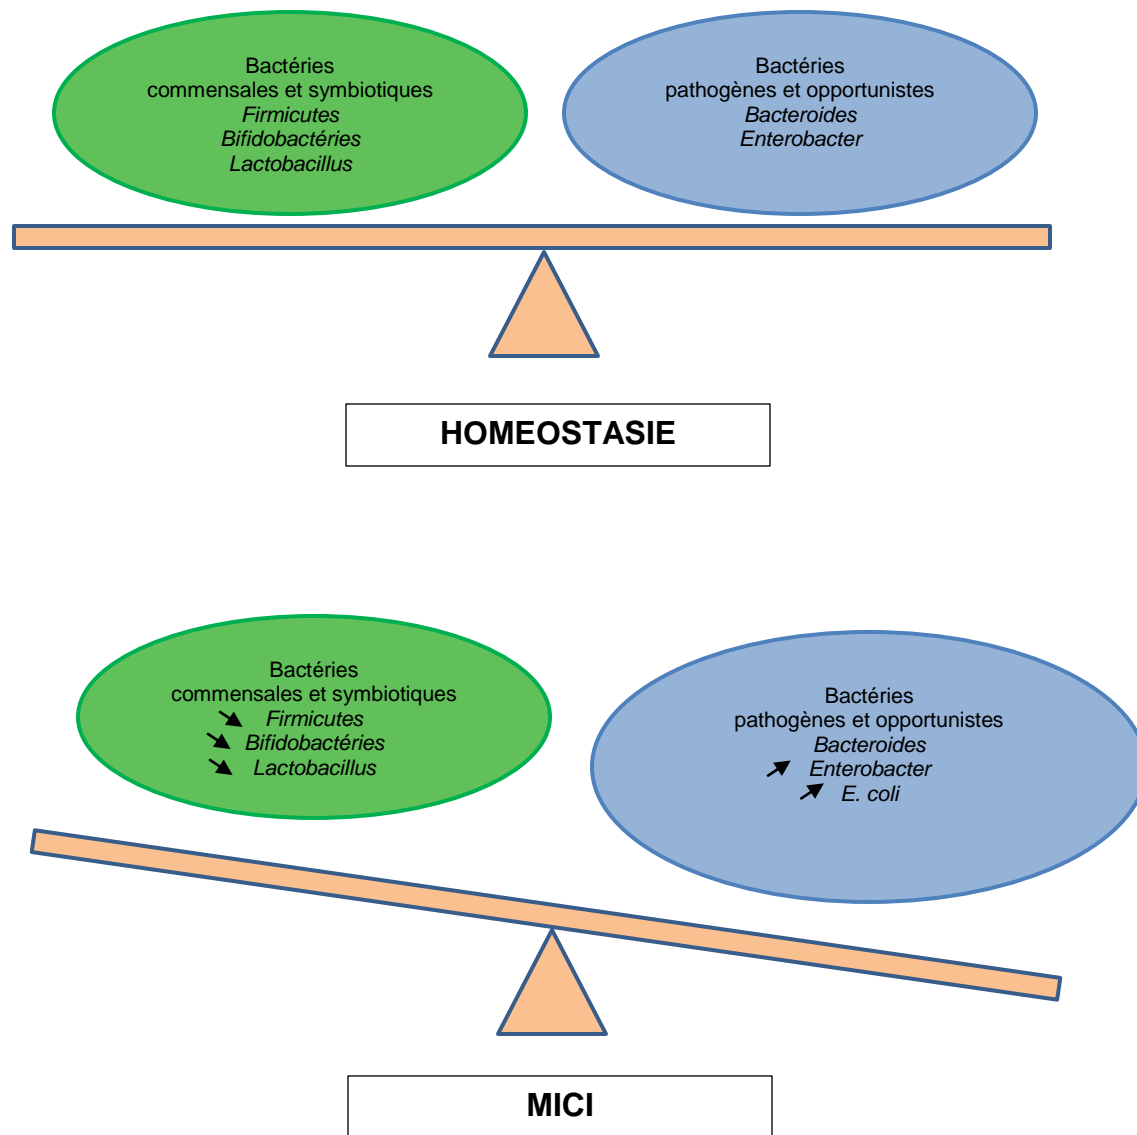 Bactéries
commensales et symbiotiques
Firmicutes
Bifidobactéries
Lactobacillus
Bactéries
pathogènes et opportunistes
Bacteroides
Enterobacter
HOMEOSTASIE
Bactéries
commensales et symbiotiques
Firmicutes
Bifidobactéries
Lactobacillus
Bactéries
pathogènes et opportunistes
Bacteroides
Enterobacter
E. coli
MICI